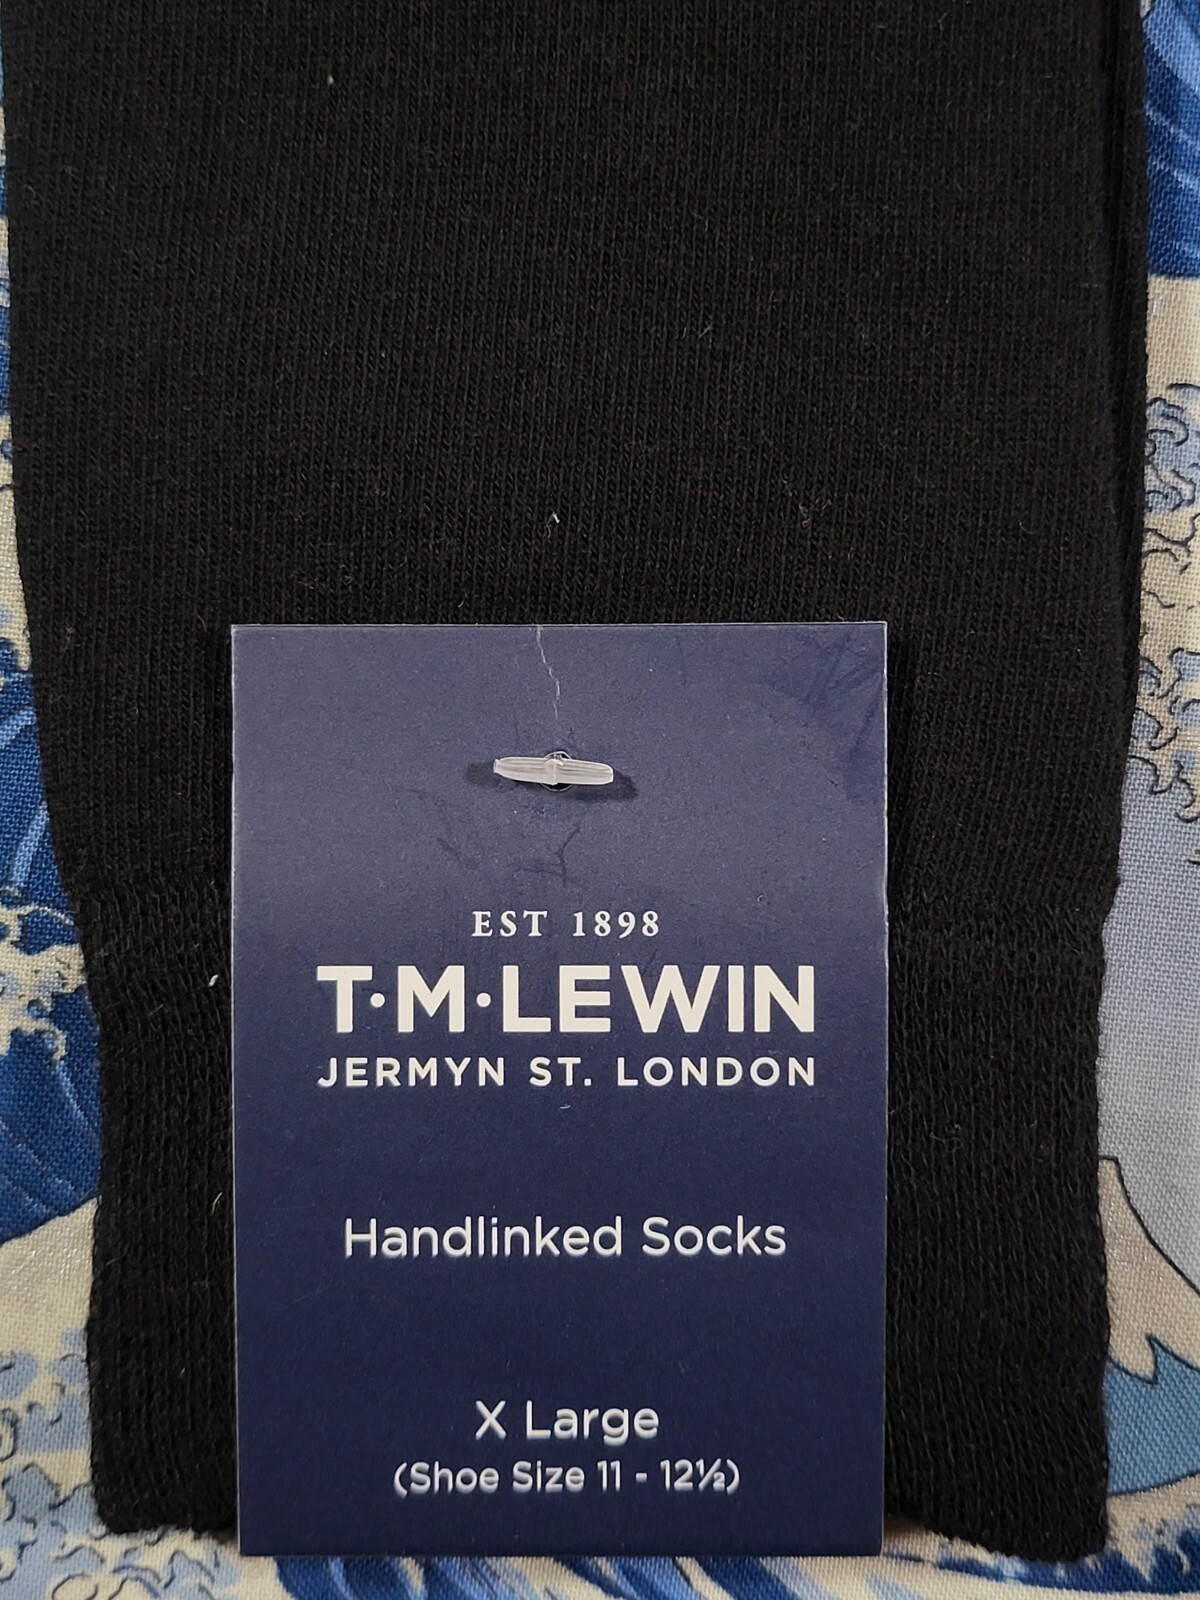 EST 1898
T·M·LEWIN
JERMYN ST. LONDON
Handlinked Socks
X Large
(Shoe Size 11 - 12½)